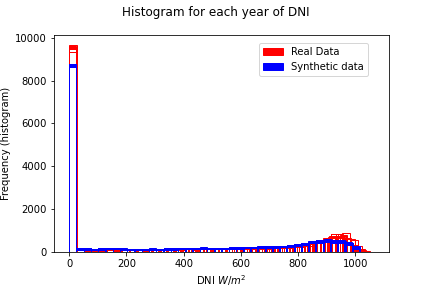 Histogram for each year of DNI
Real Data
Synthetic data
Frequency (histogram)
10000
8000
6000
4000
2000
0
0 200 400 600 800 1000
DNI W/m²